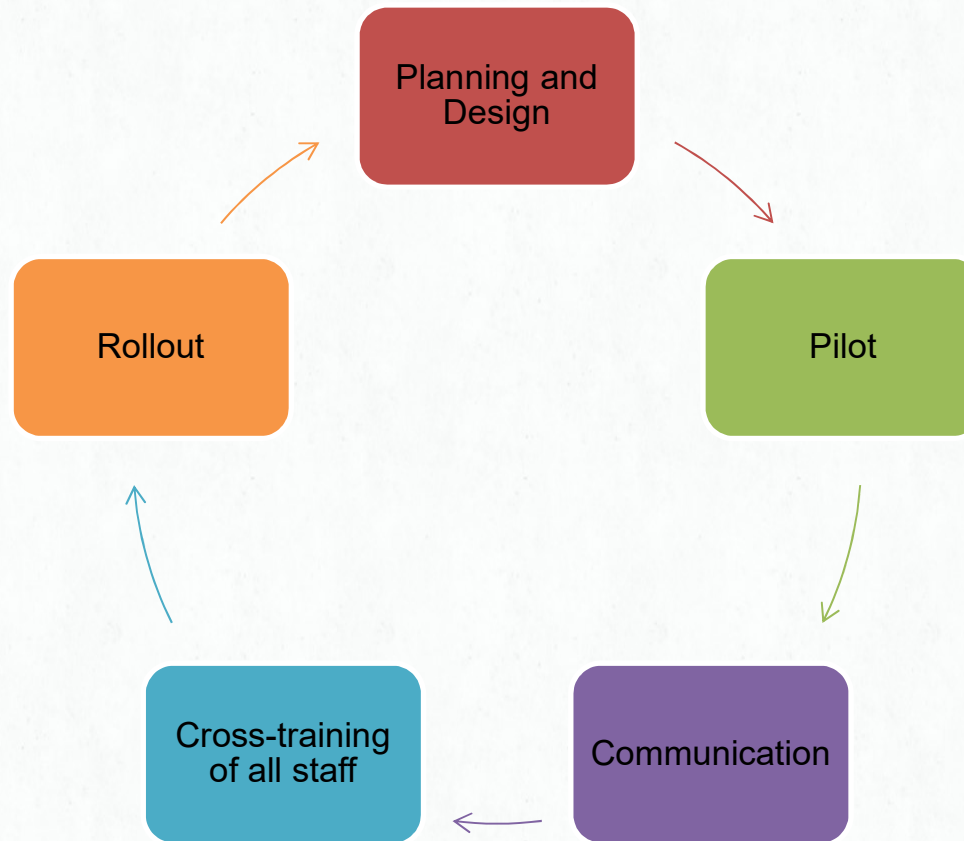 Planning and
Design
Pilot
Communication
Cross-training
of all staff
Rollout